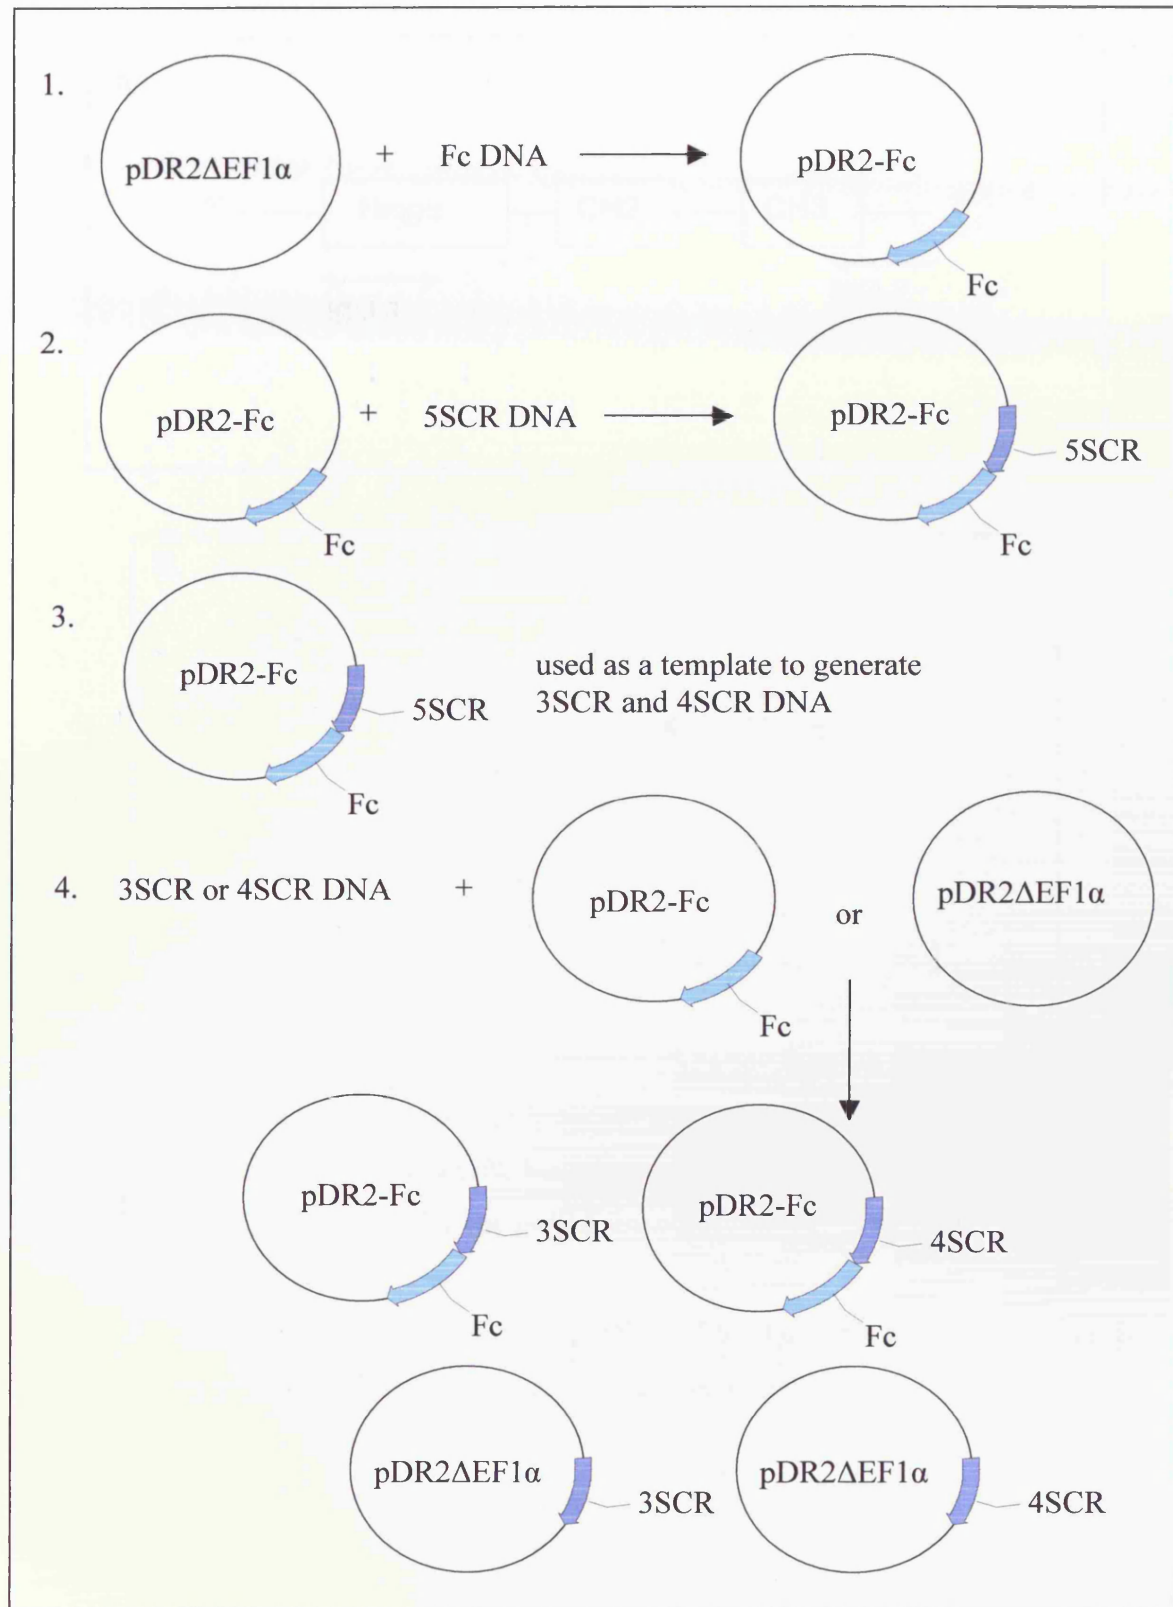 1.
pDR2ΔEF1α + Fc DNA pDR2-Fc
Fc
2.
pDR2-Fc + 5SCR DNA pDR2-Fc
5SCR
Fc
Fc
3.
pDR2-Fc
5SCR
Fc
used as a template to generate
3SCR and 4SCR DNA
4. 3SCR or 4SCR DNA + pDR2-Fc or pDR2ΔEF1α
Fc
pDR2-Fc
3SCR
Fc
pDR2-Fc
4SCR
Fc
pDR2ΔEF1α
3SCR
pDR2ΔEF1α
4SCR